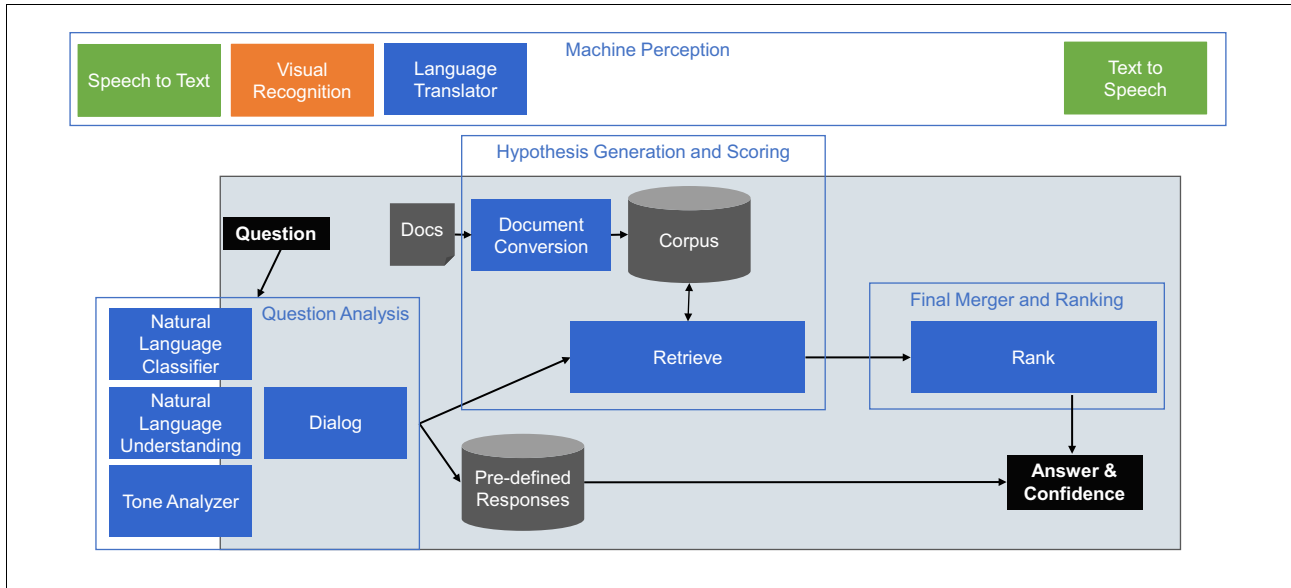 Machine Perception
Speech to Text
Visual
Recognition
Language
Translator
Text to
Speech
Hypothesis Generation and Scoring
Question
Docs
Document
Conversion
Corpus
Question Analysis
Natural
Language
Classifier
Natural
Language
Understanding
Tone Analyzer
Dialog
Retrieve
Final Merger and Ranking
Rank
Pre-defined
Responses
Answer &
Confidence